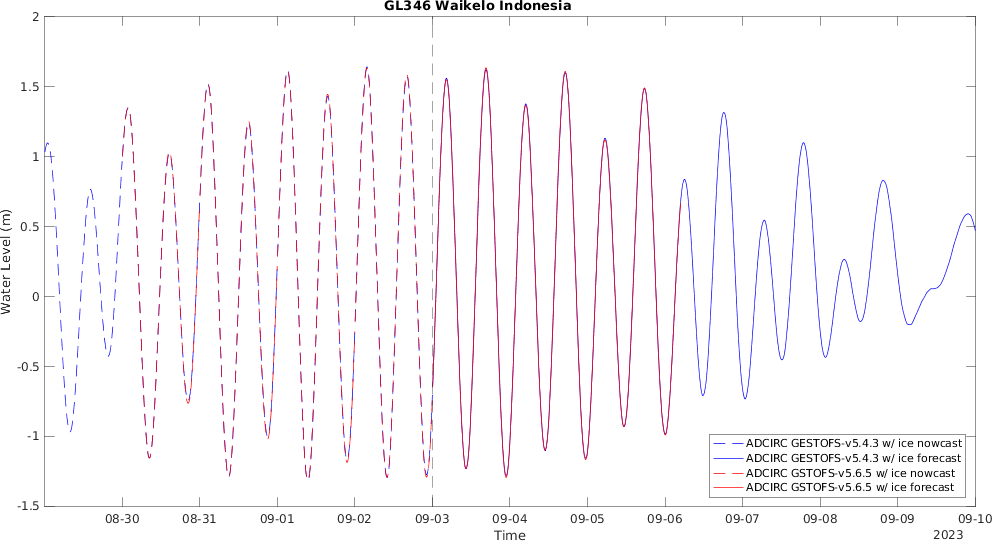 GL346 Waikelo Indonesia
2
1.5
1
0.5
0
-0.5
-1
-1.5
Water Level (m)
ADCIRC GESTOFS-v5.4.3 w/ ice nowcast
ADCIRC GESTOFS-v5.4.3 w/ ice forecast
ADCIRC GSTOFS-v5.6.5 w/ ice nowcast
ADCIRC GSTOFS-v5.6.5 w/ ice forecast
08-30 08-31 09-01 09-02 09-03 09-04 09-05 09-06 09-07 09-08 09-09 09-10
Time 2023